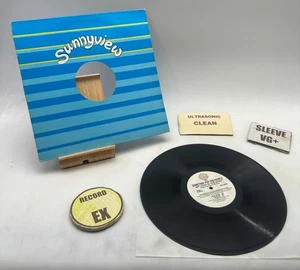 Sunnyview
ULTRASONIC
CLEAN
SLEEVE
VG+
RECORD
EX